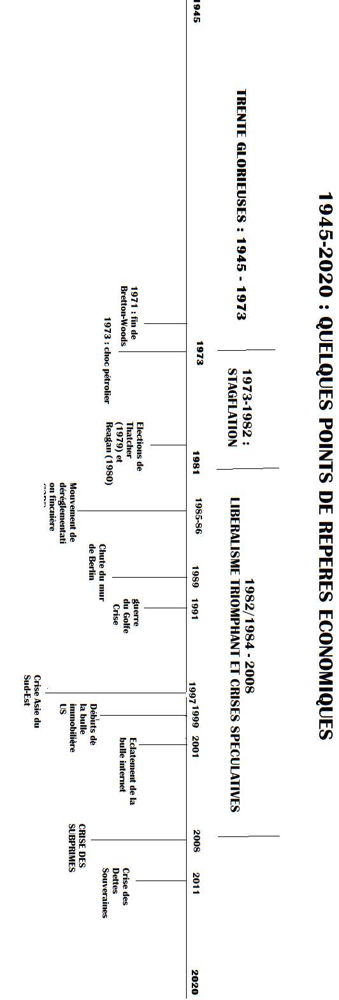 1945-2020 : QUELQUES POINTS DE REPERES ECONOMIQUES
TRENTE GLORIEUSES : 1945 - 1973
1973-1982 :
STAGFLATION
1982/1984 - 2008
LIBERALISME TRIOMPHANT ET CRISES SPECULATIVES
1945
1973
1981
1985-86
1989
1991
1997
1999
2001
2008
2011
2020
1971 : fin de
Bretton-Woods
1973 : choc pétrolier
Elections de
Thatcher
(1979) et
Reagan (1980)
Mouvement de
déréglementati
on fincanière
Chute du mur
de Berlin
guerre
du Golfe
Crise
Crise Asie du
Sud-Est
Débuts de
la bulle
immobilière
US
Eclatement de la
bulle internet
CRISE DES
SUBPRIMES
Crise des
Dettes
Souveraines